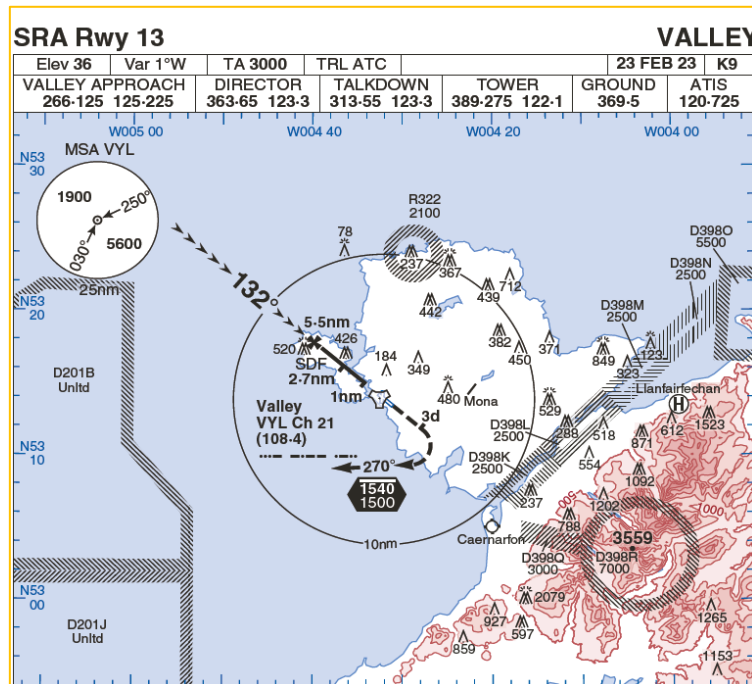 SRA Rwy 13 VALLEY
Elev 36 Var 1°W TA 3000 TRL ATC 23 FEB 23 K9
VALLEY APPROACH DIRECTOR TALKDOWN TOWER GROUND ATIS
266·125 125·225 363·65 123·3 313·55 123·3 389·275 122·1 369·5 120·725
W005 00 W004 40 W004 20 W004 00
MSA VYL
N53
30
1900
250°
030°
5600
25nm
R322
2100
78
237
367
D398O
5500
D398N
2500
132°
712
439
442
D398M
2500
N53
20
5·5nm
520
426
382
371
450
849
123
323
SDF
2·7nm
184
349
1nm
480
Mona
Llanfairfechan
H
D201B
Unltd
Valley
VYL Ch 21
(108·4)
3d
529
D398L
2500
288
518
612
1523
871
N53
10
270°
D398K
2500
554
1092
1540
1500
237
500
1202
1000
788
Caernarfon
10nm
D398Q
3000
3559
D398R
7000
N53
00
2079
D201J
Unltd
927
597
859
1265
1153